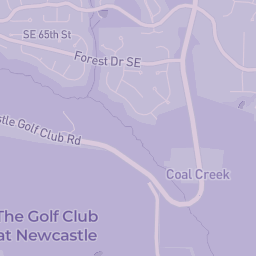 SE 65th St
Forest Dr SE
stle Golf Club Rd
Coal Creek
The Golf Club
at Newcastle